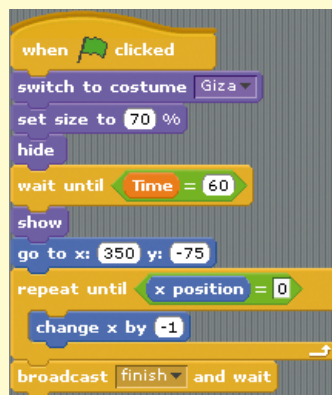 when clicked
switch to costume Giza
set size to 70 %
hide
wait until Time = 60
show
go to x: 350 y: -75
repeat until x position = 0
change x by -1
broadcast finish and wait